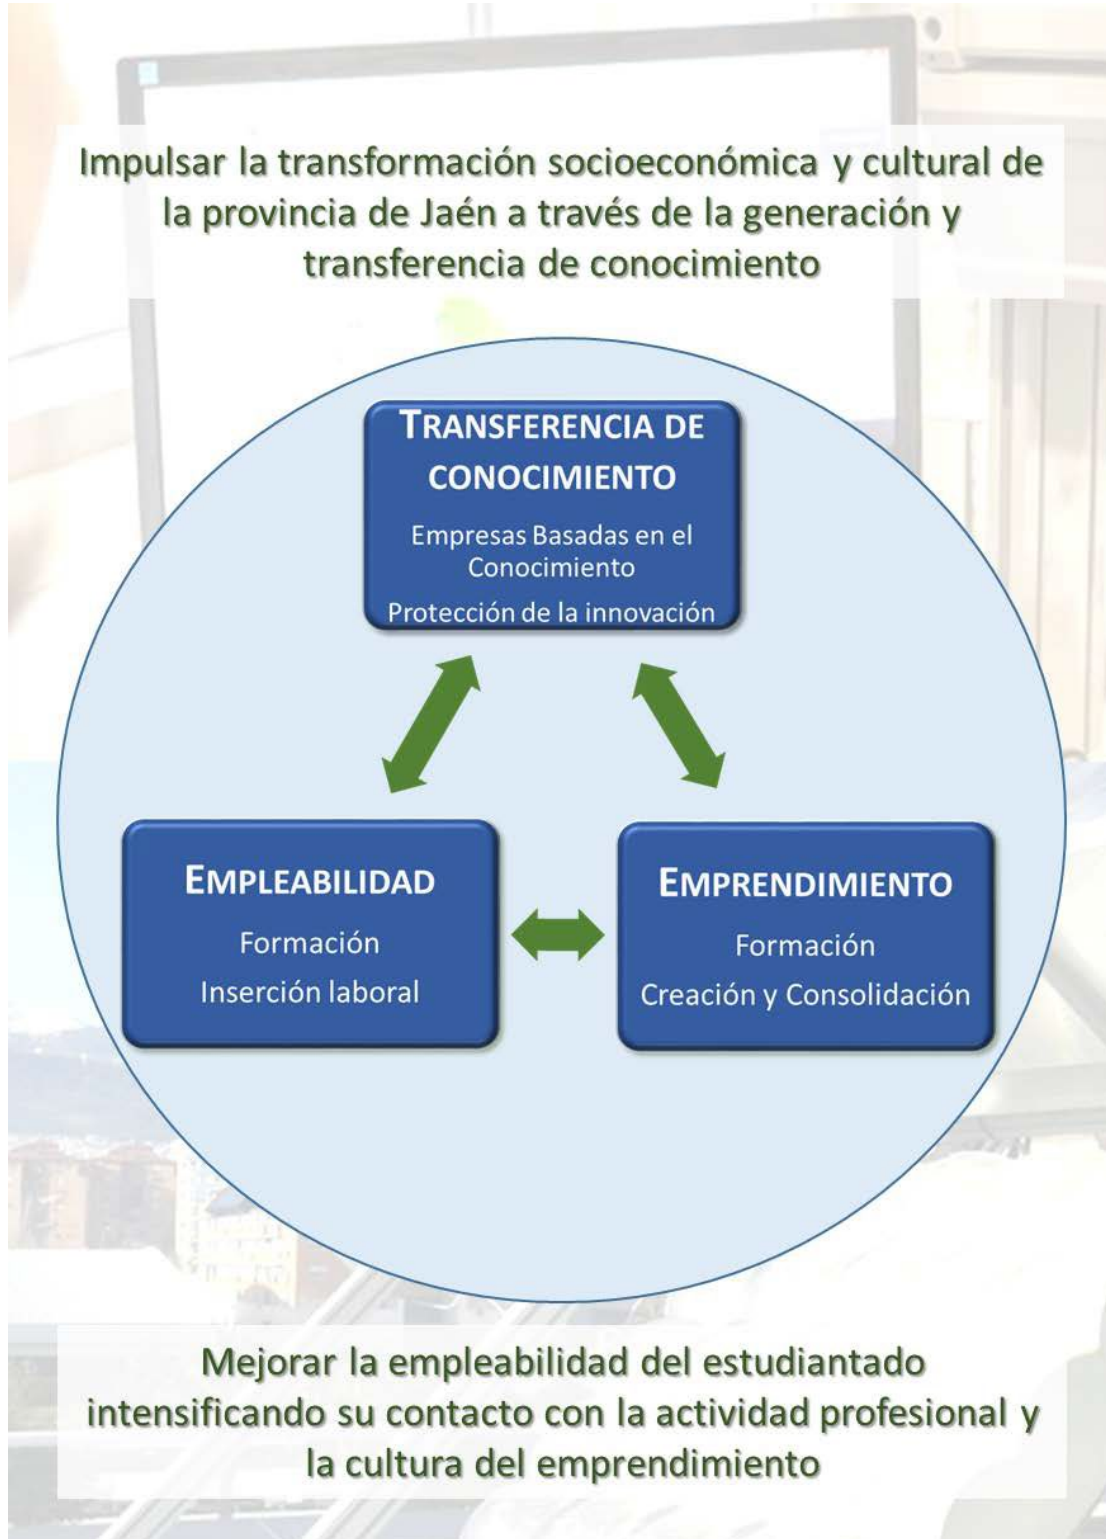 Impulsar la transformación socioeconómica y cultural de
la provincia de Jaén a través de la generación y
transferencia de conocimiento
TRANSFERENCIA DE
CONOCIMIENTO
Empresas Basadas en el
Conocimiento
Protección de la innovación
EMPLEABILIDAD
Formación
Inserción laboral
EMPRENDIMIENTO
Formación
Creación y Consolidación
Mejorar la empleabilidad del estudiantado
intensificando su contacto con la actividad profesional y
la cultura del emprendimiento